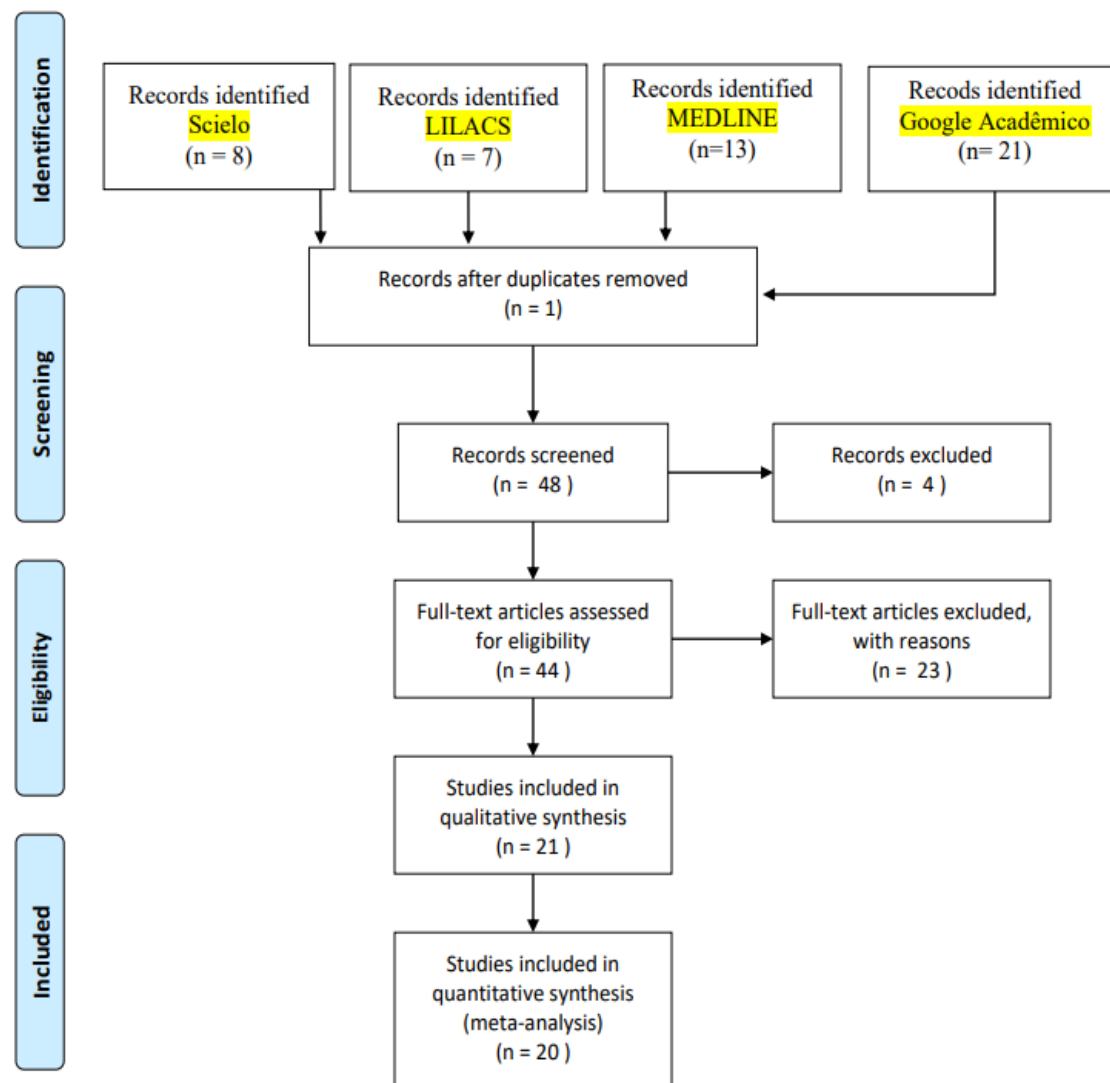 Identification
Records identified
Scielo
(n = 8)
Records identified
LILACS
(n = 7)
Records identified
MEDLINE
(n=13)
Recods identified
Google Acadêmico
(n= 21)
Records after duplicates removed
(n = 1)
Screening
Records screened
(n = 48 )
Records excluded
(n = 4 )
Eligibility
Full-text articles assessed
for eligibility
(n = 44 )
Full-text articles excluded,
with reasons
(n = 23 )
Studies included in
qualitative synthesis
(n = 21 )
Included
Studies included in
quantitative synthesis
(meta-analysis)
(n = 20 )